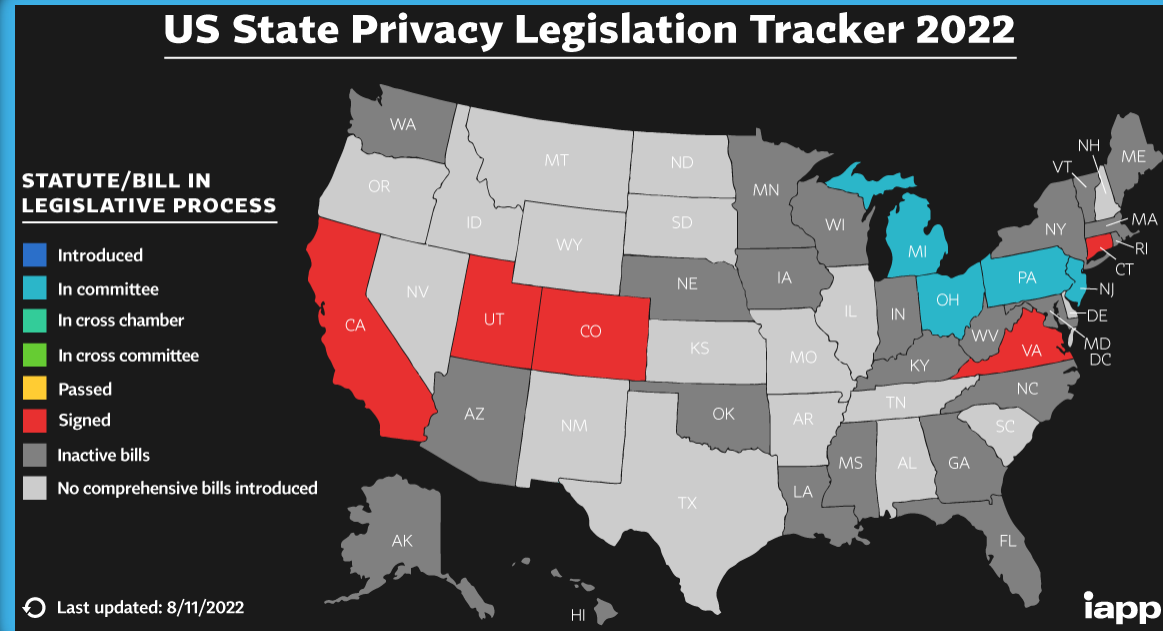 US State Privacy Legislation Tracker 2022
STATUTE/BILL IN
LEGISLATIVE PROCESS
Introduced
In committee
In cross chamber
In cross committee
Passed
Signed
Inactive bills
No comprehensive bills introduced
WA
OR
CA
NV
ID
MT
WY
UT
CO
AZ
NM
ND
SD
NE
KS
OK
TX
MN
IA
MO
AR
LA
WI
IL
MI
IN
OH
KY
TN
MS
AL
GA
FL
SC
NC
VA
WV
PA
NY
VT
NH
ME
MA
RI
CT
NJ
DE
MD
DC
AK
HI
Last updated: 8/11/2022
iapp